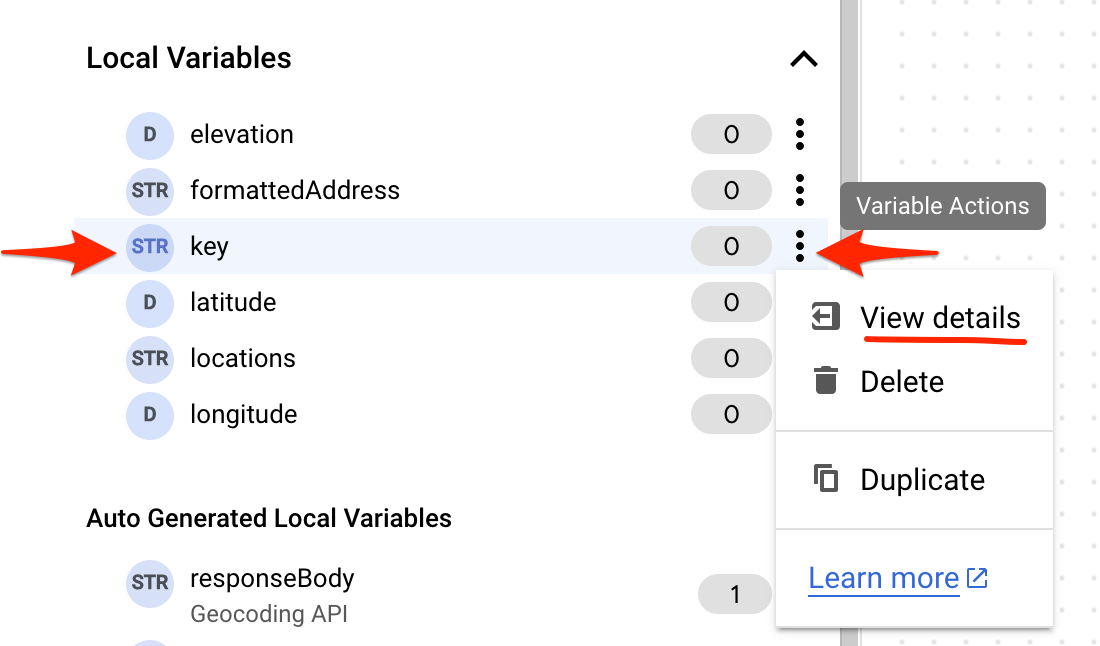 Local Variables
D elevation 0
STR formattedAddress 0
Variable Actions
STR key 0
D latitude 0
View details
STR locations 0
Delete
D longitude 0
Duplicate
Auto Generated Local Variables
Learn more
STR responseBody 1
Geocoding API